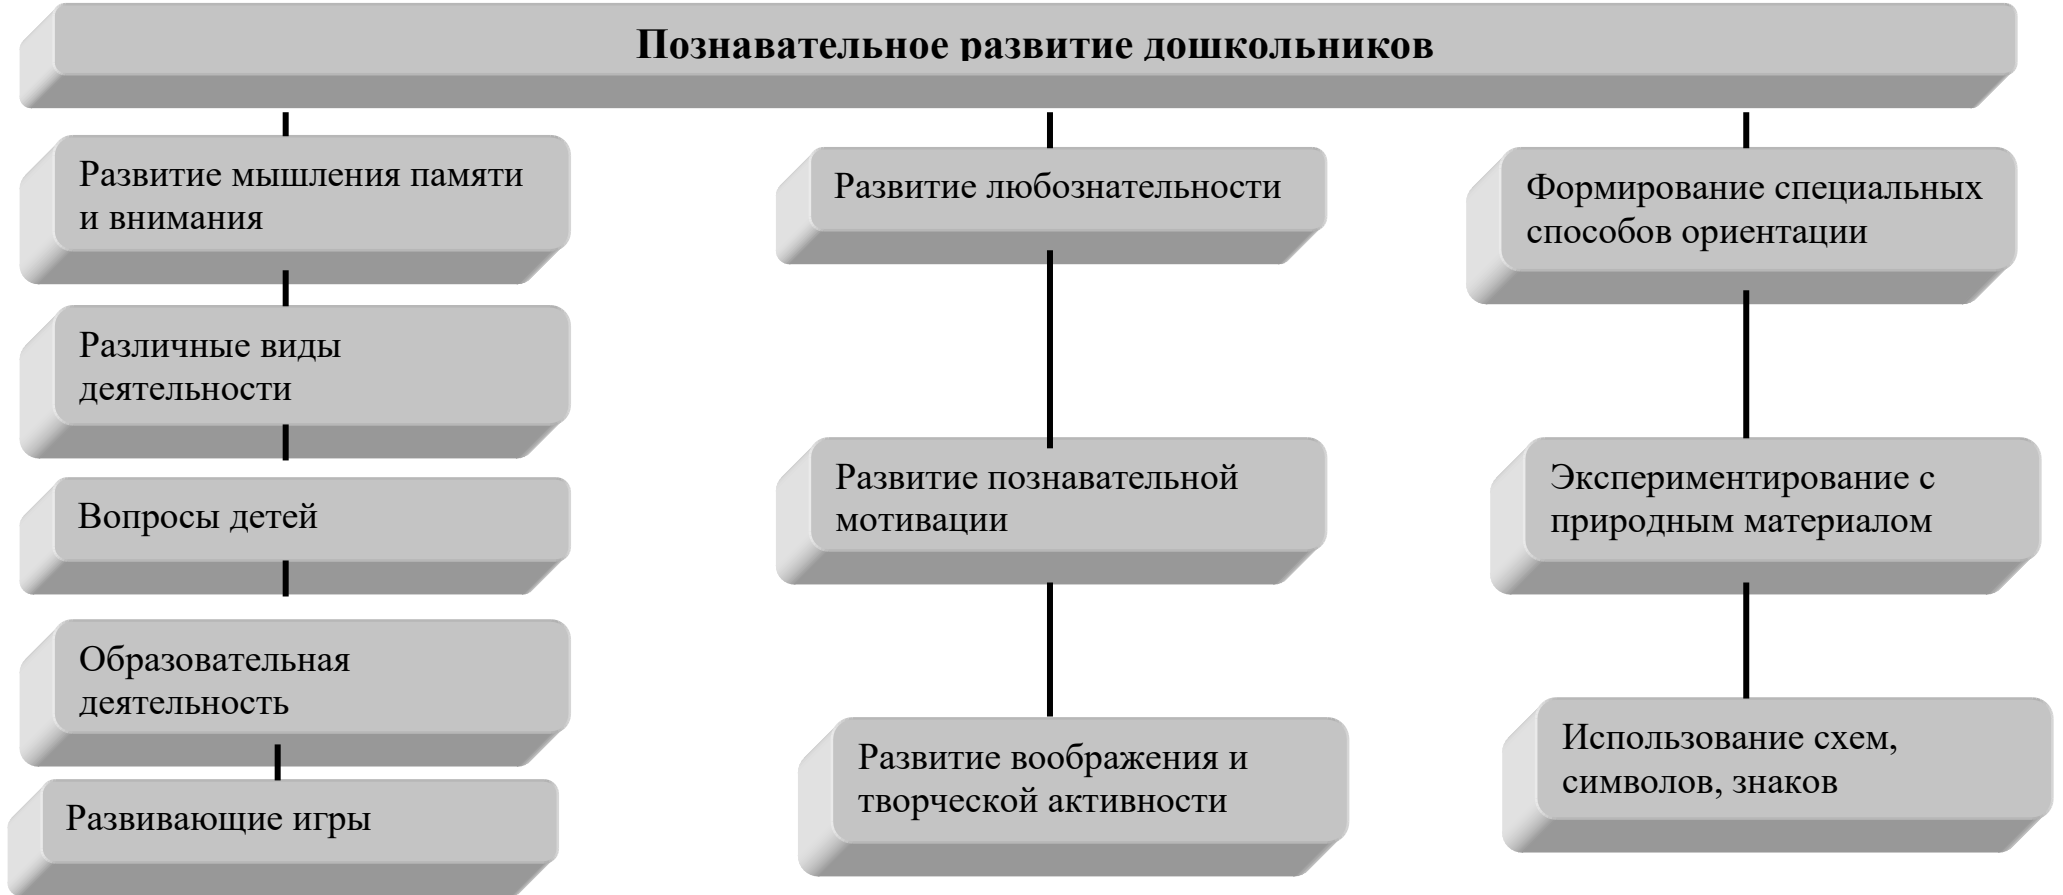 Познавательное развитие дошкольников
Развитие мышления памяти
и внимания
Различные виды
деятельности
Вопросы детей
Образовательная
деятельность
Развивающие игры
Развитие любознательности
Развитие познавательной
мотивации
Развитие воображения и
творческой активности
Формирование специальных
способов ориентации
Экспериментирование с
природным материалом
Использование схем,
символов, знаков